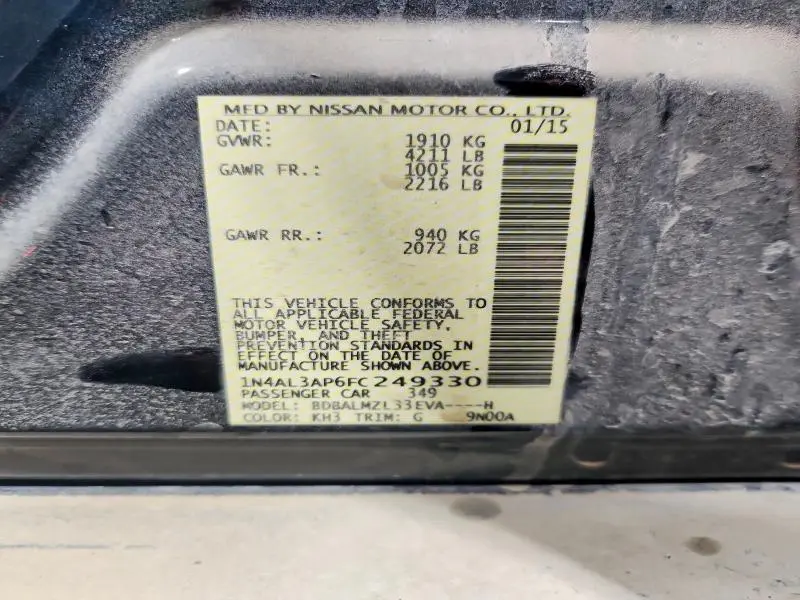 MFD BY NISSAN MOTOR CO., LTD.
DATE: 01/15
GVWR: 1910 KG
4211 LB
GAWR FR.: 1005 KG
2216 LB
GAWR RR.: 940 KG
2072 LB
THIS VEHICLE CONFORMS TO
ALL APPLICABLE FEDERAL
MOTOR VEHICLE SAFETY,
BUMPER, AND THEFT
PREVENTION STANDARDS IN
EFFECT ON THE DATE OF
MANUFACTURE SHOWN ABOVE.
1N4AL3AP6FC249330
PASSENGER CAR 349
MODEL: BDBALMZL33EVA----H
COLOR: KH3 TRIM: G 9N00A